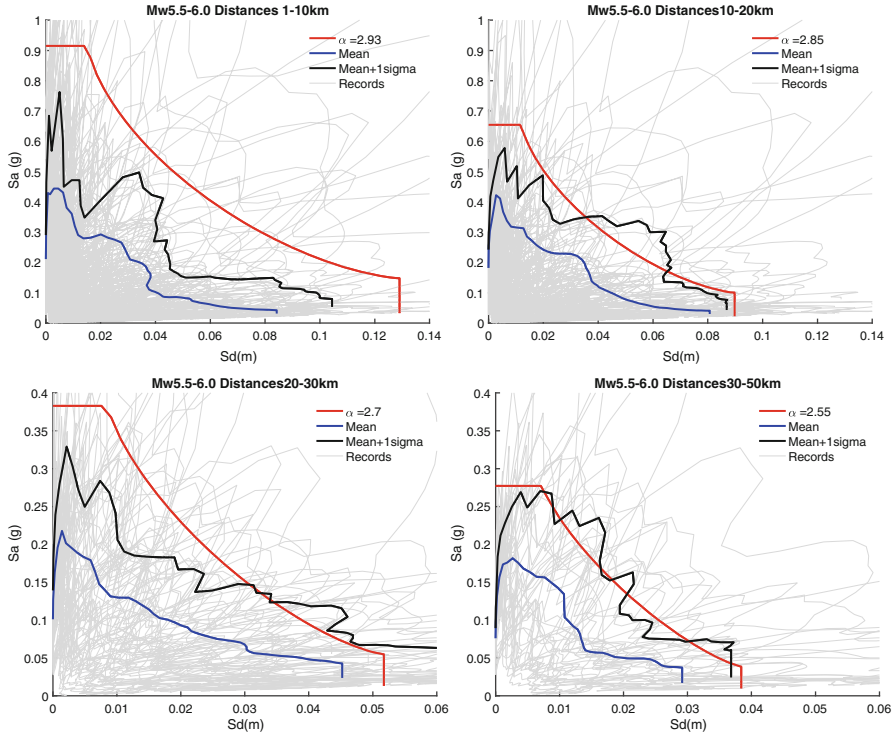 Mw5.5-6.0 Distances 1-10km
Sa (g)
1
0.9
0.8
0.7
0.6
0.5
0.4
0.3
0.2
0.1
0
α =2.93
Mean
Mean+1sigma
Records
0 0.02 0.04 0.06 0.08 0.1 0.12 0.14
Sd(m)
Mw5.5-6.0 Distances10-20km
1
0.9
0.8
0.7
0.6
0.5
0.4
0.3
0.2
0.1
0
α =2.85
Mean
Mean+1sigma
Records
0 0.02 0.04 0.06 0.08 0.1 0.12 0.14
Sd(m)
Mw5.5-6.0 Distances20-30km
Sa (g)
0.4
0.35
0.3
0.25
0.2
0.15
0.1
0.05
0
α =2.7
Mean
Mean+1sigma
Records
0 0.01 0.02 0.03 0.04 0.05 0.06
Sd(m)
Mw5.5-6.0 Distances30-50km
0.4
0.35
0.3
0.25
0.2
0.15
0.1
0.05
0
α =2.55
Mean
Mean+1sigma
Records
0 0.01 0.02 0.03 0.04 0.05 0.06
Sd(m)